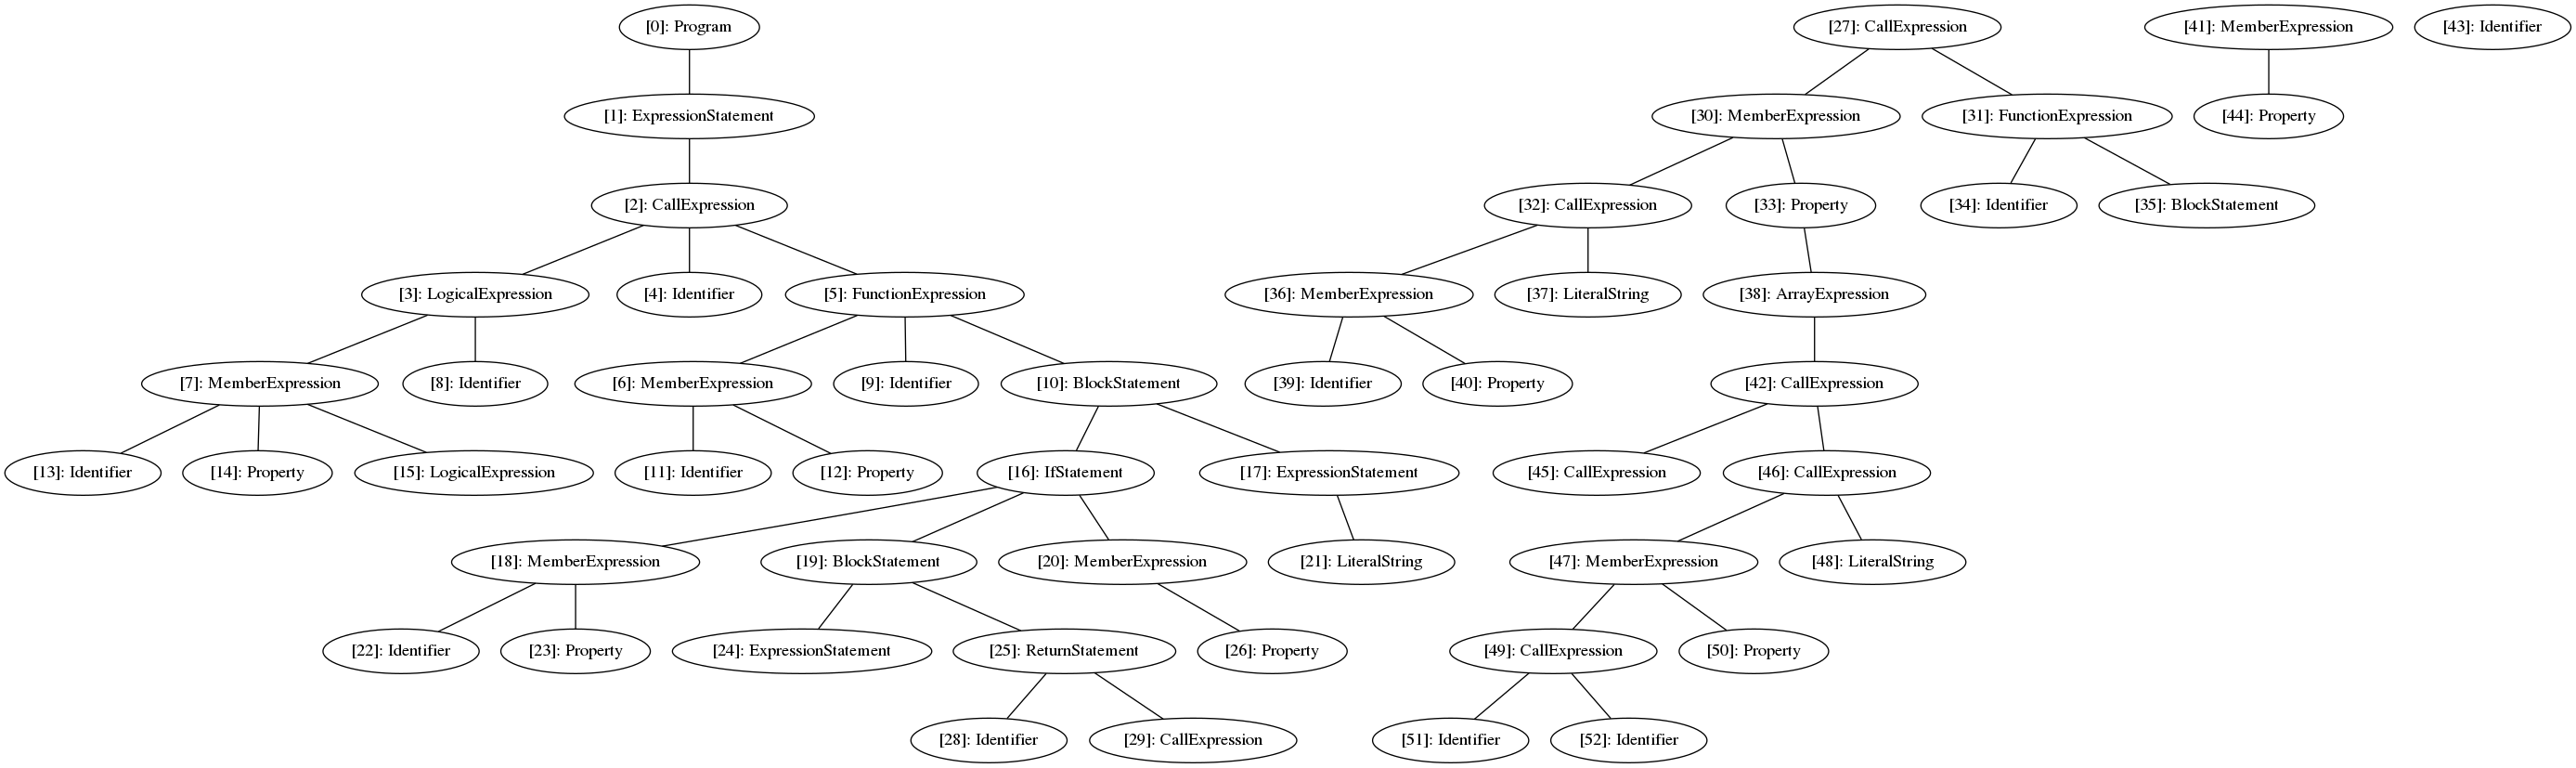 [0]: Program
[27]: CallExpression
[41]: MemberExpression
[43]: Identifier
[1]: ExpressionStatement
[30]: MemberExpression
[31]: FunctionExpression
[44]: Property
[2]: CallExpression
[32]: CallExpression
[33]: Property
[34]: Identifier
[35]: BlockStatement
[3]: LogicalExpression
[4]: Identifier
[5]: FunctionExpression
[36]: MemberExpression
[37]: LiteralString
[38]: ArrayExpression
[7]: MemberExpression
[8]: Identifier
[6]: MemberExpression
[9]: Identifier
[10]: BlockStatement
[39]: Identifier
[40]: Property
[42]: CallExpression
[13]: Identifier
[14]: Property
[15]: LogicalExpression
[11]: Identifier
[12]: Property
[16]: IfStatement
[17]: ExpressionStatement
[45]: CallExpression
[46]: CallExpression
[18]: MemberExpression
[19]: BlockStatement
[20]: MemberExpression
[21]: LiteralString
[47]: MemberExpression
[48]: LiteralString
[22]: Identifier
[23]: Property
[24]: ExpressionStatement
[25]: ReturnStatement
[26]: Property
[49]: CallExpression
[50]: Property
[28]: Identifier
[29]: CallExpression
[51]: Identifier
[52]: Identifier